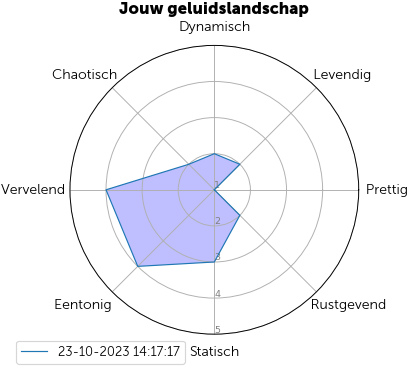 Jouw geluidslandschap
Dynamisch
Chaotisch
Levendig
Vervelend
1
Prettig
2
3
Eentonig
4
Rustgevend
5
23-10-2023 14:17:17
Statisch